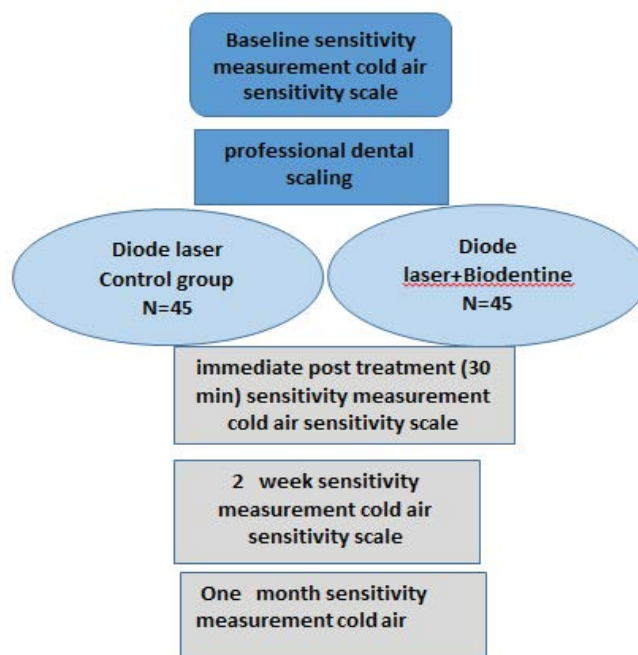 Baseline sensitivity
measurement cold air
sensitivity scale
professional dental
scaling
Diode laser
Control group
N=45
Diode
laser+Biodentine
N=45
immediate post treatment (30
min) sensitivity measurement
cold air sensitivity scale
2 week sensitivity
measurement cold air
sensitivity scale
One month sensitivity
measurement cold air